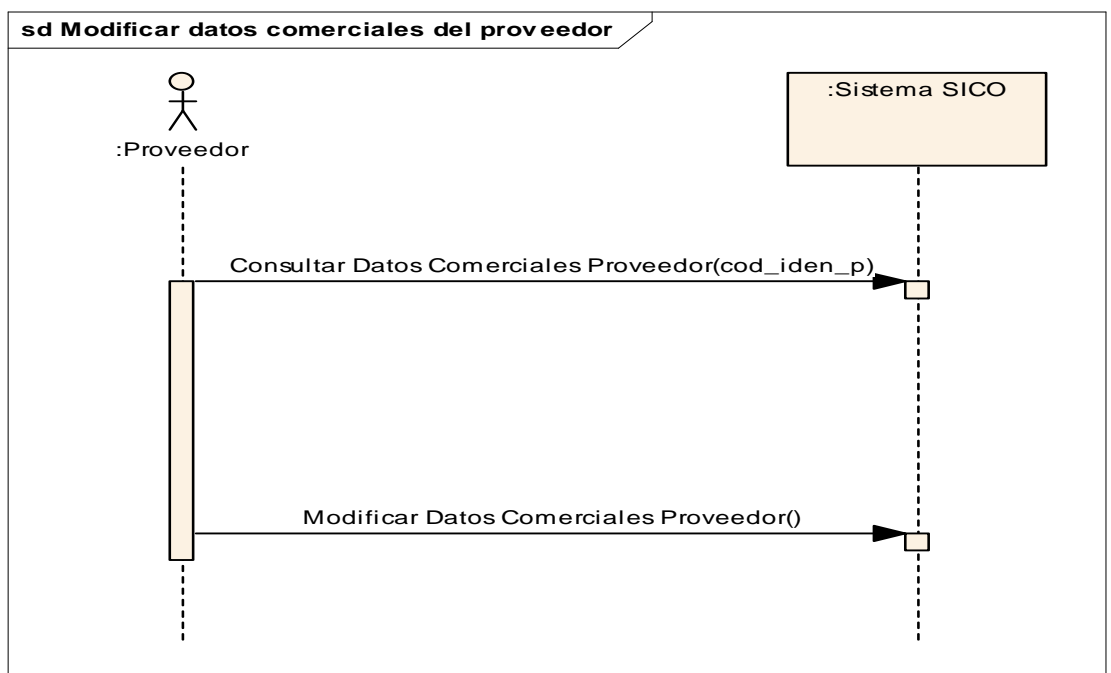 sd Modificar datos comerciales del proveedor
:Proveedor
:Sistema SICO
Consultar Datos Comerciales Proveedor(cod_iden_p)
Modificar Datos Comerciales Proveedor()